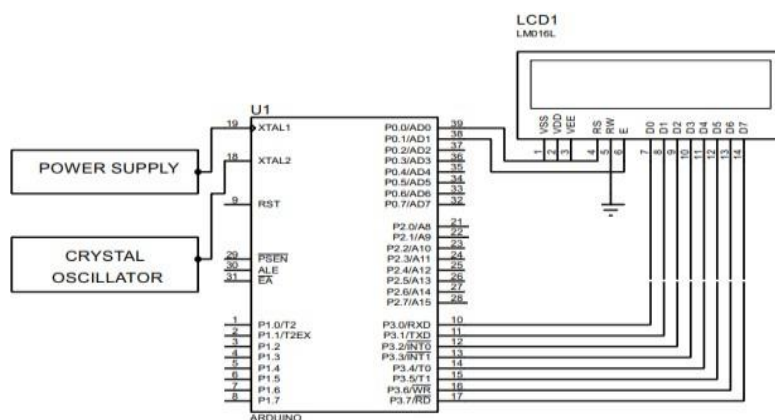 LCD1
LM016L
VSS
VDD
VEE
RS
RW
E
D0
D1
D2
D3
D4
D5
D6
D7
1
2
3
4
5
6
7
8
9
10
11
12
13
14
U1
19 XTAL1
18 XTAL2
9 RST
29 PSEN
30 ALE
31 EA
1 P1.0/T2
2 P1.1/T2EX
3 P1.2
4 P1.3
5 P1.4
6 P1.5
7 P1.6
8 P1.7
P0.0/AD0 39
P0.1/AD1 38
P0.2/AD2 37
P0.3/AD3 36
P0.4/AD4 35
P0.5/AD5 34
P0.6/AD6 33
P0.7/AD7 32
P2.0/A8 21
P2.1/A9 22
P2.2/A10 23
P2.3/A11 24
P2.4/A12 25
P2.5/A13 26
P2.6/A14 27
P2.7/A15 28
P3.0/RXD 10
P3.1/TXD 11
P3.2/INT0 12
P3.3/INT1 13
P3.4/T0 14
P3.5/T1 15
P3.6/WR 16
P3.7/RD 17
ARDUINO
POWER SUPPLY
CRYSTAL
OSCILLATOR